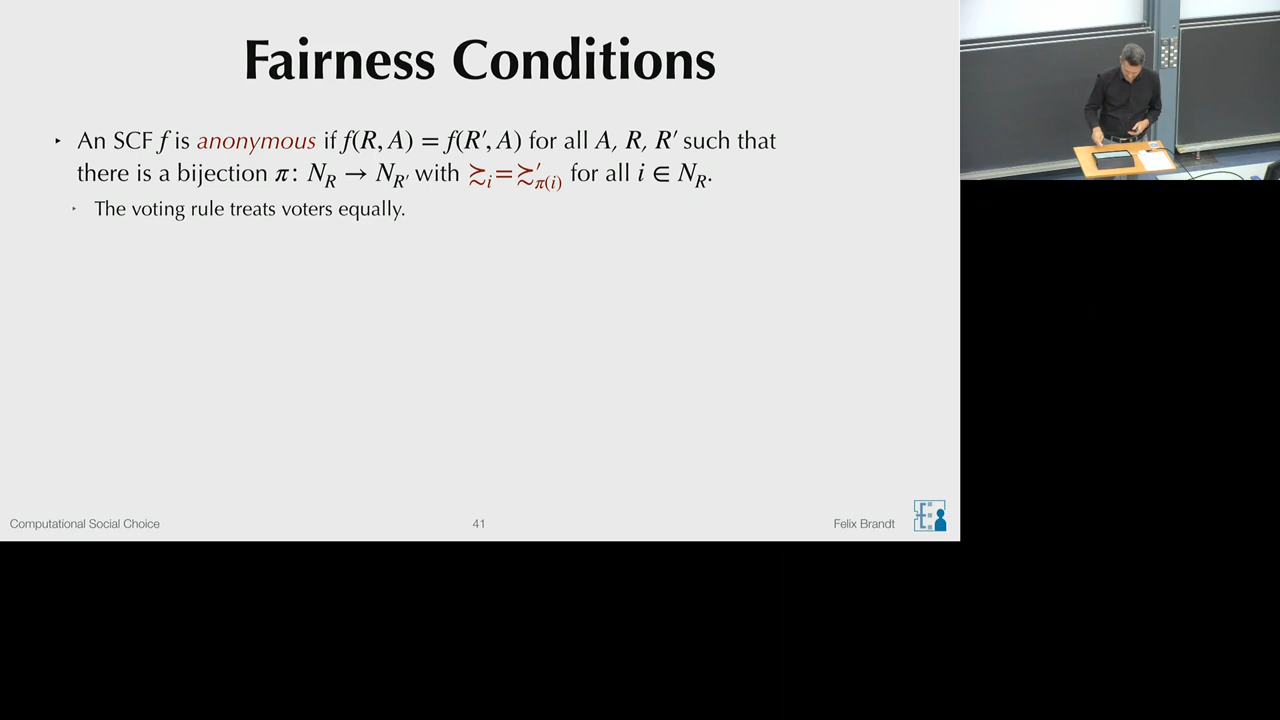 Fairness Conditions
‣ An SCF f is anonymous if f(R, A) = f(R′, A) for all A, R, R′ such that
there is a bijection π: N_R → N_R′ with ≿_i=≿′_π(i) for all i ∈ N_R.
‣ The voting rule treats voters equally.
Computational Social Choice
41
Felix Brandt